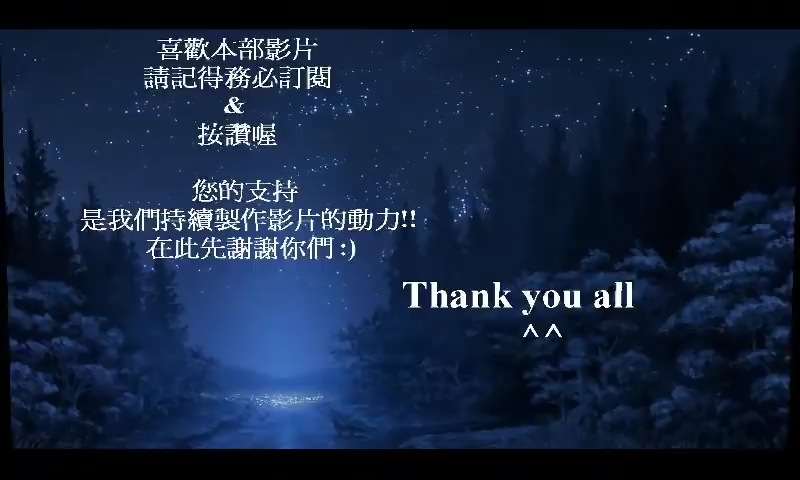 喜歡本部影片
請記得務必訂閱
&
按讚喔
您的支持
是我們持續製作影片的動力!!
在此先謝謝你們 :)
Thank you all
^^